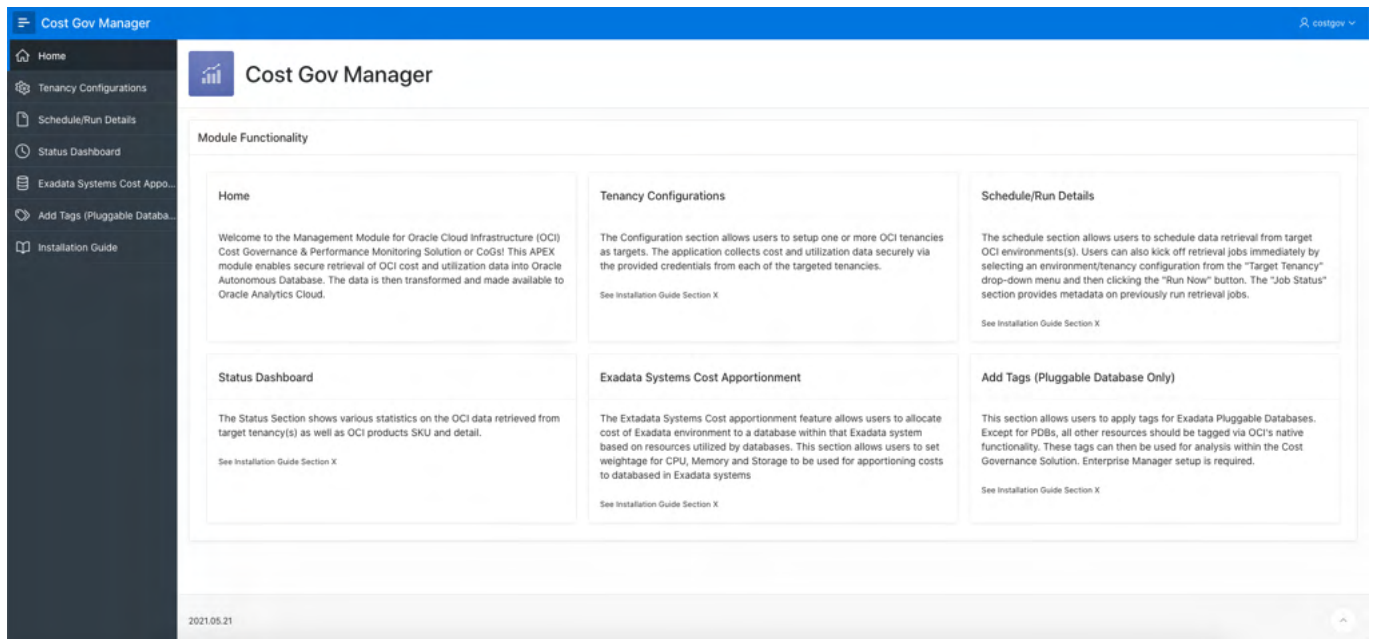 Cost Gov Manager
costgov
Home
Tenancy Configurations
Schedule/Run Details
Status Dashboard
Exadata Systems Cost Appo...
Add Tags (Pluggable Databa...
Installation Guide
Cost Gov Manager
Module Functionality
Home
Welcome to the Management Module for Oracle Cloud Infrastructure (OCI)
Cost Governance & Performance Monitoring Solution or CoGs! This APEX
module enables secure retrieval of OCI cost and utilization data into Oracle
Autonomous Database. The data is then transformed and made available to
Oracle Analytics Cloud.
Tenancy Configurations
The Configuration section allows users to setup one or more OCI tenancies
as targets. The application collects cost and utilization data securely via
the provided credentials from each of the targeted tenancies.
See Installation Guide Section X
Schedule/Run Details
The schedule section allows users to schedule data retrieval from target
OCI environments(s). Users can also kick off retrieval jobs immediately by
selecting an environment/tenancy configuration from the "Target Tenancy"
drop-down menu and then clicking the "Run Now" button. The "Job Status"
section provides metadata on previously run retrieval jobs.
See Installation Guide Section X
Status Dashboard
The Status Section shows various statistics on the OCI data retrieved from
target tenancy(s) as well as OCI products SKU and detail.
See Installation Guide Section X
Exadata Systems Cost Apportionment
The Extadata Systems Cost apportionment feature allows users to allocate
cost of Exadata environment to a database within that Exadata system
based on resources utilized by databases. This section allows users to set
weightage for CPU, Memory and Storage to be used for apportioning costs
to databased in Exadata systems
See Installation Guide Section X
Add Tags (Pluggable Database Only)
This section allows users to apply tags for Exadata Pluggable Databases.
Except for PDBs, all other resources should be tagged via OCI's native
functionality. These tags can then be used for analysis within the Cost
Governance Solution. Enterprise Manager setup is required.
See Installation Guide Section X
2021.05.21